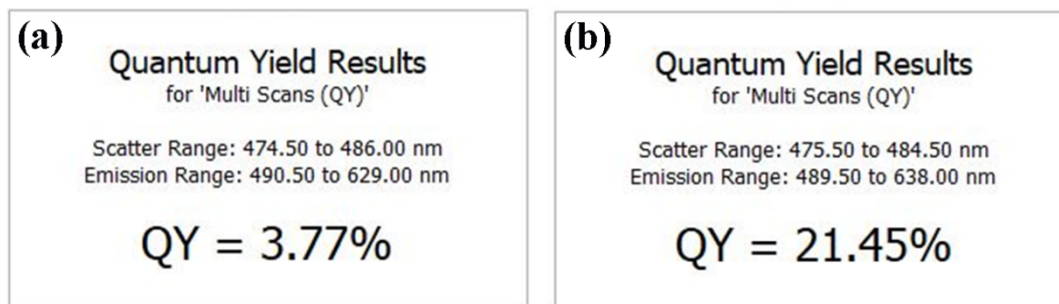 (a)
Quantum Yield Results
for 'Multi Scans (QY)'
Scatter Range: 474.50 to 486.00 nm
Emission Range: 490.50 to 629.00 nm
QY = 3.77%
(b)
Quantum Yield Results
for 'Multi Scans (QY)'
Scatter Range: 475.50 to 484.50 nm
Emission Range: 489.50 to 638.00 nm
QY = 21.45%